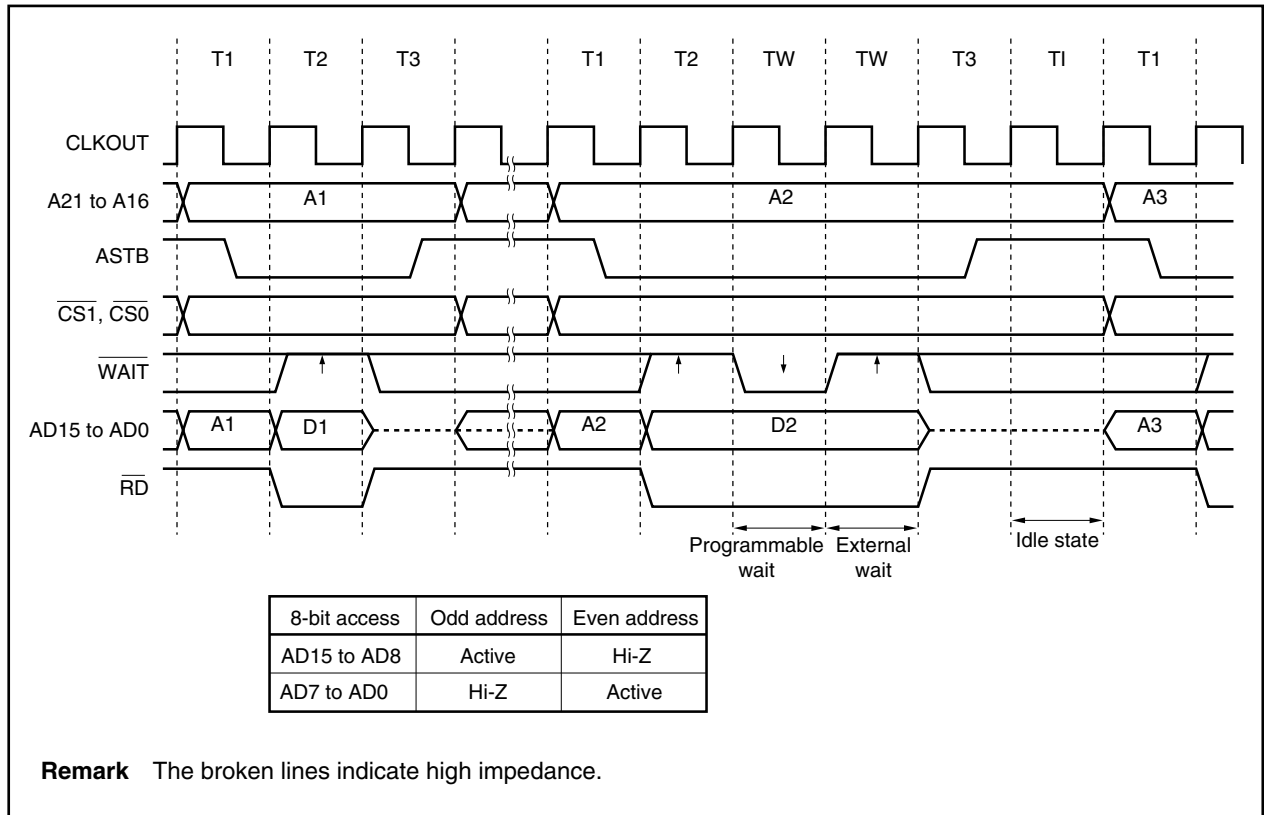 T1 T2 T3 T1 T2 TW TW T3 TI T1
CLKOUT
A21 to A16 A1 A2 A3
ASTB
CS1, CS0
WAIT
AD15 to AD0 A1 D1 A2 D2 A3
RD
Programmable wait External wait Idle state
8-bit access Odd address Even address
AD15 to AD8 Active Hi-Z
AD7 to AD0 Hi-Z Active
Remark The broken lines indicate high impedance.